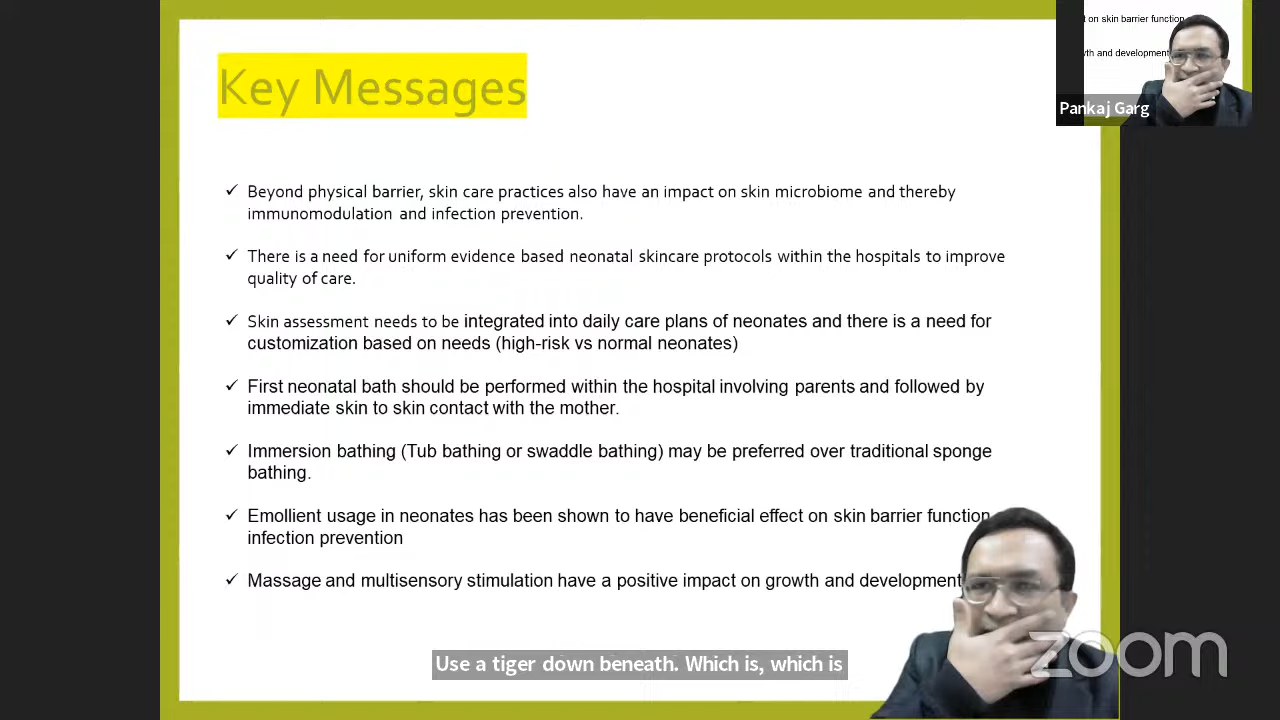 Key Messages
✓ Beyond physical barrier, skin care practices also have an impact on skin microbiome and thereby
immunomodulation and infection prevention.
✓ There is a need for uniform evidence based neonatal skincare protocols within the hospitals to improve
quality of care.
✓ Skin assessment needs to be integrated into daily care plans of neonates and there is a need for
customization based on needs (high-risk vs normal neonates)
✓ First neonatal bath should be performed within the hospital involving parents and followed by
immediate skin to skin contact with the mother.
✓ Immersion bathing (Tub bathing or swaddle bathing) may be preferred over traditional sponge
bathing.
✓ Emollient usage in neonates has been shown to have beneficial effect on skin barrier function
infection prevention
✓ Massage and multisensory stimulation have a positive impact on growth and development
Use a tiger down beneath. Which is, which is
on skin barrier function
and development
Pankaj Garg
zoom